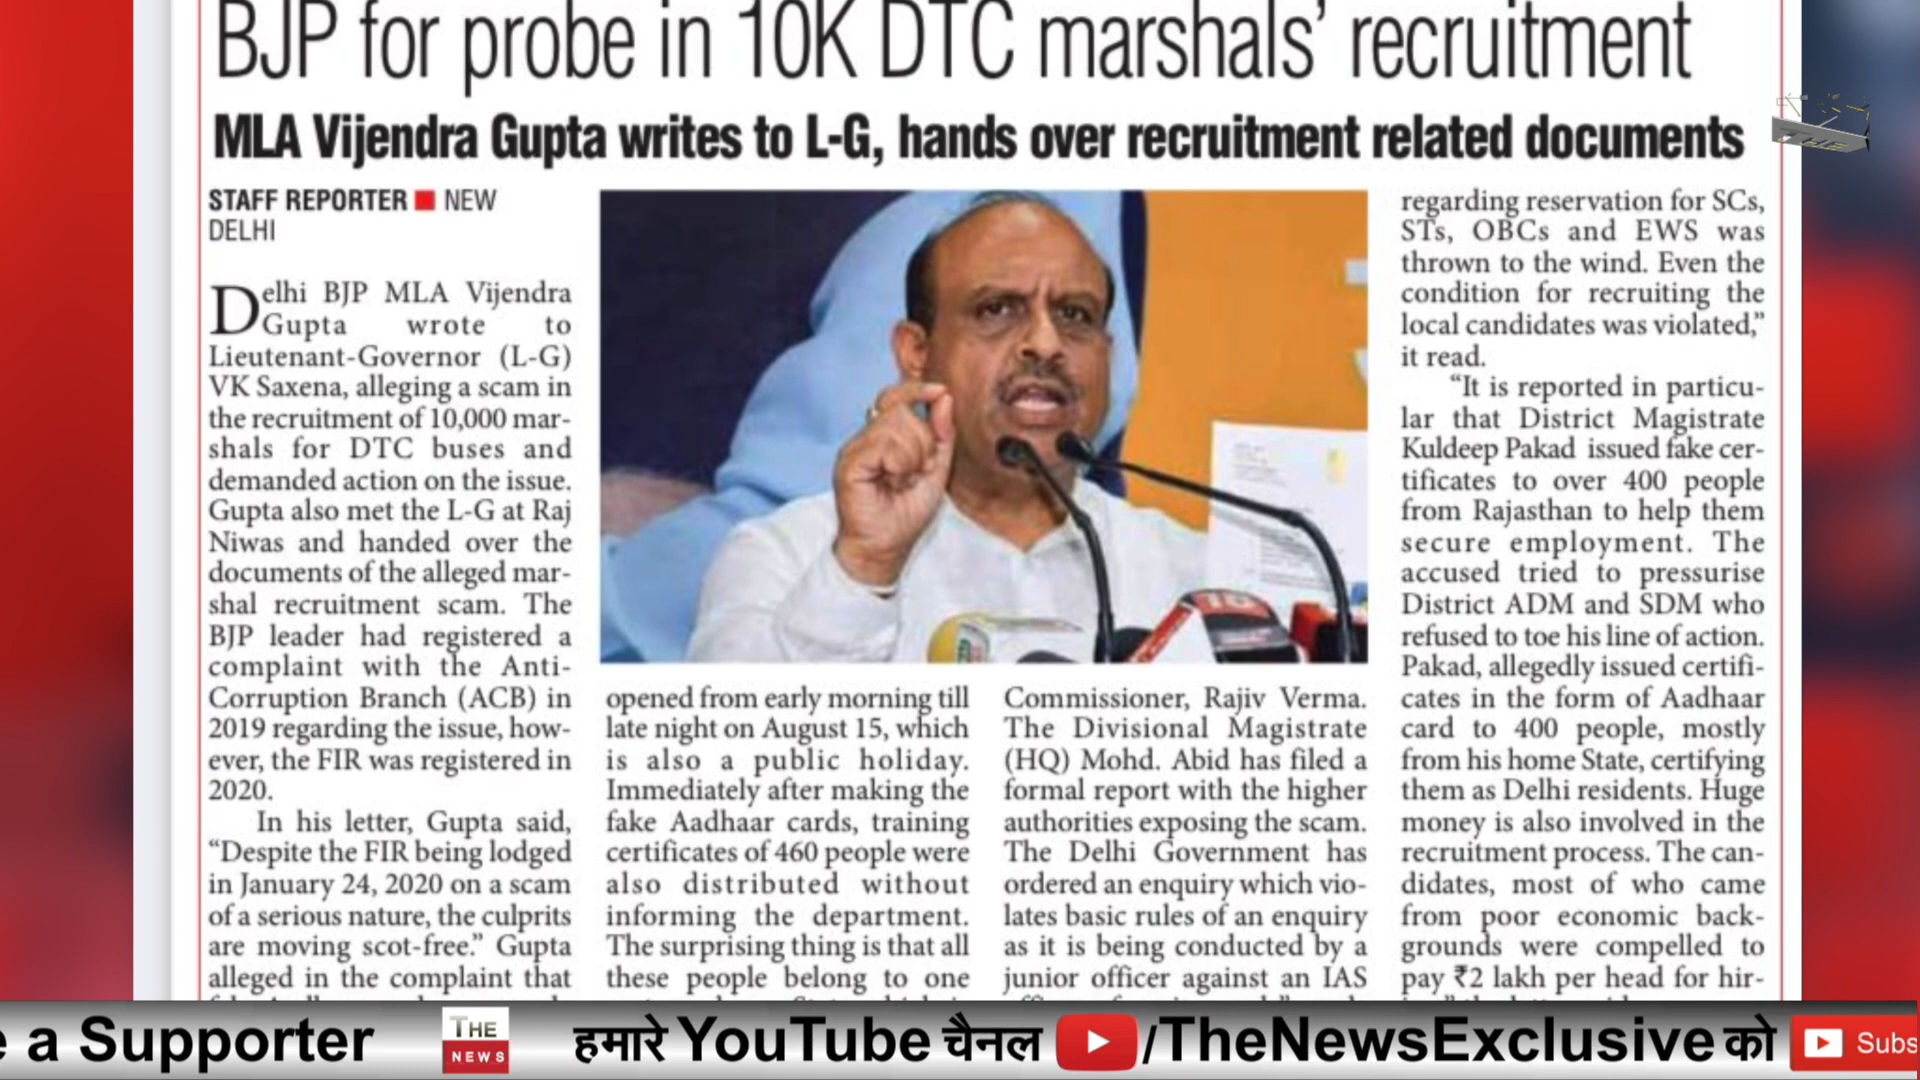 BJP for probe in 10K DTC marshals' recruitment
MLA Vijendra Gupta writes to L-G, hands over recruitment related documents
STAFF REPORTER ■ NEW
DELHI
Delhi BJP MLA Vijendra
Gupta wrote to
Lieutenant-Governor (L-G)
VK Saxena, alleging a scam in
the recruitment of 10,000 mar-
shals for DTC buses and
demanded action on the issue.
Gupta also met the L-G at Raj
Niwas and handed over the
documents of the alleged mar-
shal recruitment scam. The
BJP leader had registered a
complaint with the Anti-
Corruption Branch (ACB) in
2019 regarding the issue, how-
ever, the FIR was registered in
2020.
In his letter, Gupta said,
“Despite the FIR being lodged
in January 24, 2020 on a scam
of a serious nature, the culprits
are moving scot-free.” Gupta
alleged in the complaint that
opened from early morning till
late night on August 15, which
is also a public holiday.
Immediately after making the
fake Aadhaar cards, training
certificates of 460 people were
also distributed without
informing the department.
The surprising thing is that all
these people belong to one
Commissioner, Rajiv Verma.
The Divisional Magistrate
(HQ) Mohd. Abid has filed a
formal report with the higher
authorities exposing the scam.
The Delhi Government has
ordered an enquiry which vio-
lates basic rules of an enquiry
as it is being conducted by a
junior officer against an IAS
regarding reservation for SCs,
STs, OBCs and EWS was
thrown to the wind. Even the
condition for recruiting the
local candidates was violated,”
it read.
“It is reported in particu-
lar that District Magistrate
Kuldeep Pakad issued fake cer-
tificates to over 400 people
from Rajasthan to help them
secure employment. The
accused tried to pressurise
District ADM and SDM who
refused to toe his line of action.
Pakad, allegedly issued certifi-
cates in the form of Aadhaar
card to 400 people, mostly
from his home State, certifying
them as Delhi residents. Huge
money is also involved in the
recruitment process. The can-
didates, most of who came
from poor economic back-
grounds were compelled to
pay ₹2 lakh per head for hir-
THE
a Supporter THE NEWS हमारे YouTube चैनल /TheNewsExclusive को Subs